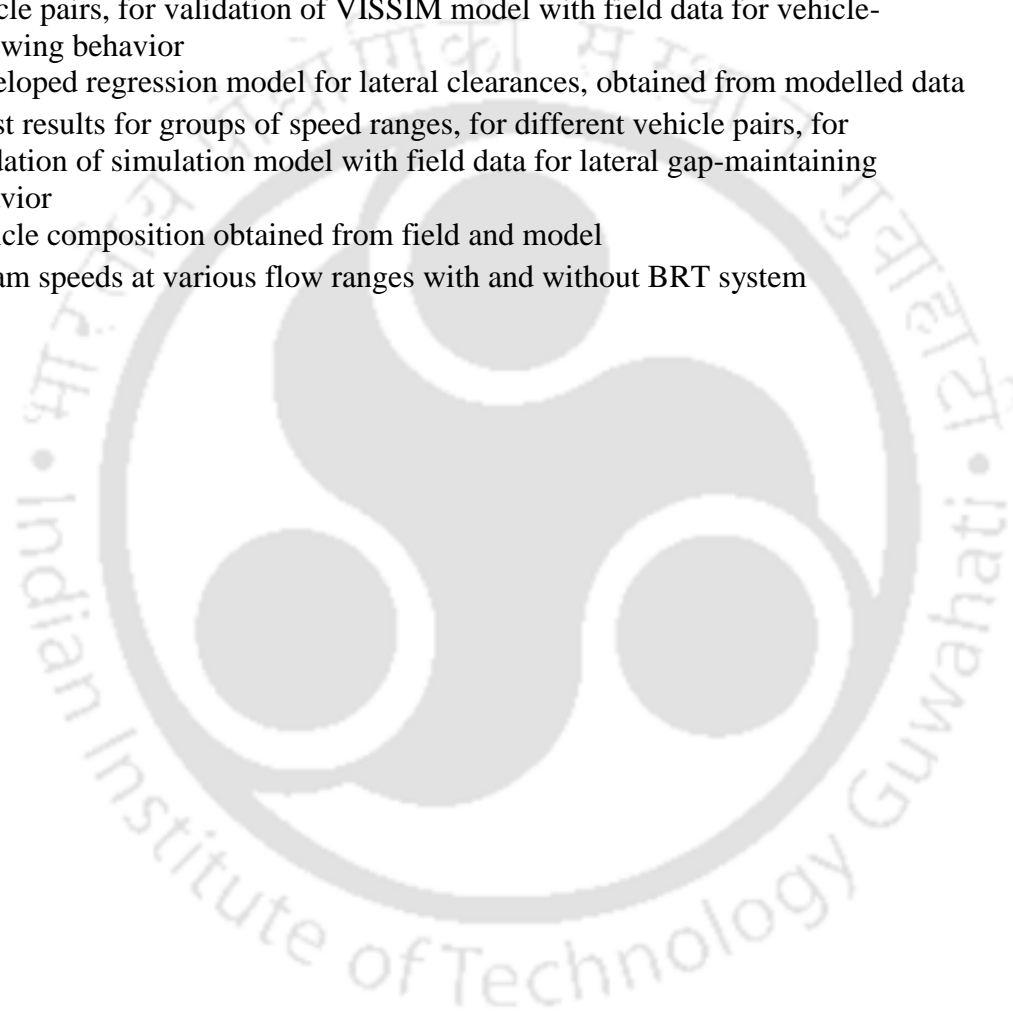 cle pairs, for validation of VISSIM model with field data for vehicle-
wing behavior
eloped regression model for lateral clearances, obtained from modelled data
st results for groups of speed ranges, for different vehicle pairs, for
dation of simulation model with field data for lateral gap-maintaining
vior
icle composition obtained from field and model
am speeds at various flow ranges with and without BRT system
Indian Institute of Technology Guwahati